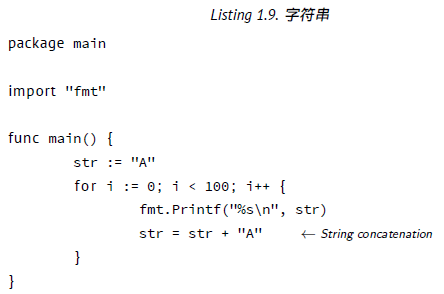 Listing 1.9. 字符串
package main
import "fmt"
func main() {
str := "A"
for i := 0; i < 100; i++ {
fmt.Printf("%s\n", str)
str = str + "A" ← String concatenation
}
}